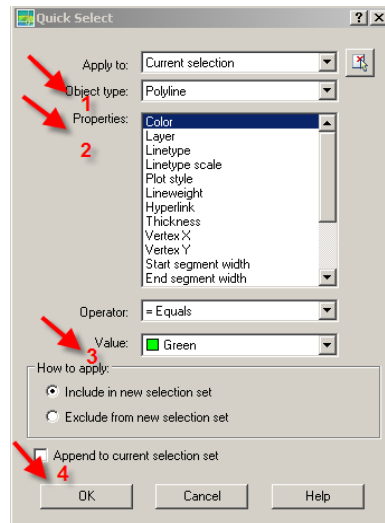 Quick Select ? x
Apply to: Current selection
Object type: Polyline
1
Properties: Color
Layer
2
Linetype
Linetype scale
Plot style
Lineweight
Hyperlink
Thickness
Vertex X
Vertex Y
Start segment width
End segment width
Operator: = Equals
Value: Green
3
How to apply:
Include in new selection set
Exclude from new selection set
Append to current selection set
4
OK Cancel Help